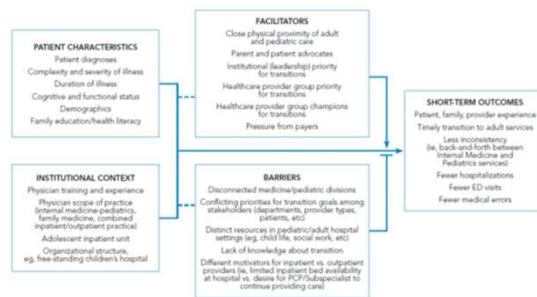 PATIENT CHARACTERISTICS
Patient diagnoses
Complexity and severity of illness
Duration of illness
Cognitive and functional status
Demographics
Family education/health literacy
INSTITUTIONAL CONTEXT
Physician training and experience
Physician scope of practice
(internal medicine-pediatrics,
family medicine, combined
inpatient/outpatient practice)
Adolescent inpatient unit
Organizational structure,
eg, free-standing children's hospital
FACILITATORS
Close physical proximity of adult
and pediatric care
Parent and patient advocates
Institutional (leadership) priority
for transitions
Healthcare provider group priority
for transitions
Healthcare provider group champions
for transitions
Pressure from payers
BARRIERS
Disconnected medicine/pediatric divisions
Conflicting priorities for transition goals among
stakeholders (departments, provider types,
patients, etc)
Distinct resources in pediatric/adult hospital
settings (eg, child life, social work, etc)
Lack of knowledge about transition
Different motivators for inpatient vs. outpatient
providers (ie, limited inpatient bed availability
at hospital vs. desire for PCP/Subspecialist to
continue providing care)
SHORT-TERM OUTCOMES
Patient, family, provider experience
Timely transition to adult services
Less inconsistency
(ie, back-and-forth between
Internal Medicine and
Pediatrics services)
Fewer hospitalizations
Fewer ED visits
Fewer medical errors